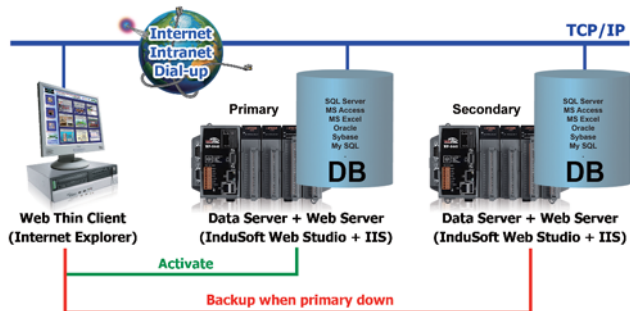 TCP/IP
Internet
Intranet
Dial-up
Primary
SQL Server
MS Access
MS Excel
Oracle
Sybase
My SQL
DB
Secondary
SQL Server
MS Access
MS Excel
Oracle
Sybase
My SQL
DB
Web Thin Client
(Internet Explorer)
Data Server + Web Server
(InduSoft Web Studio + IIS)
Data Server + Web Server
(InduSoft Web Studio + IIS)
Activate
Backup when primary down